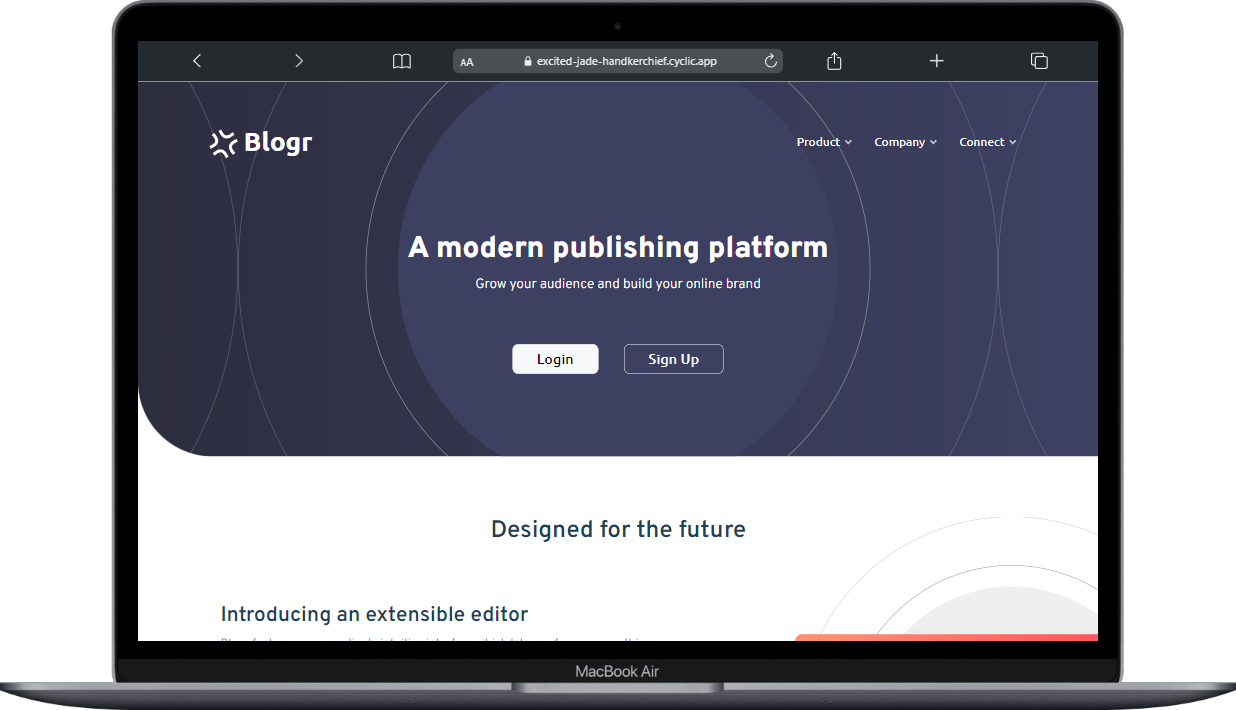 AA excited-jade-handkerchief.cyclic.app
Blogr Product Company Connect
A modern publishing platform
Grow your audience and build your online brand
Login Sign Up
Designed for the future
Introducing an extensible editor
MacBook Air